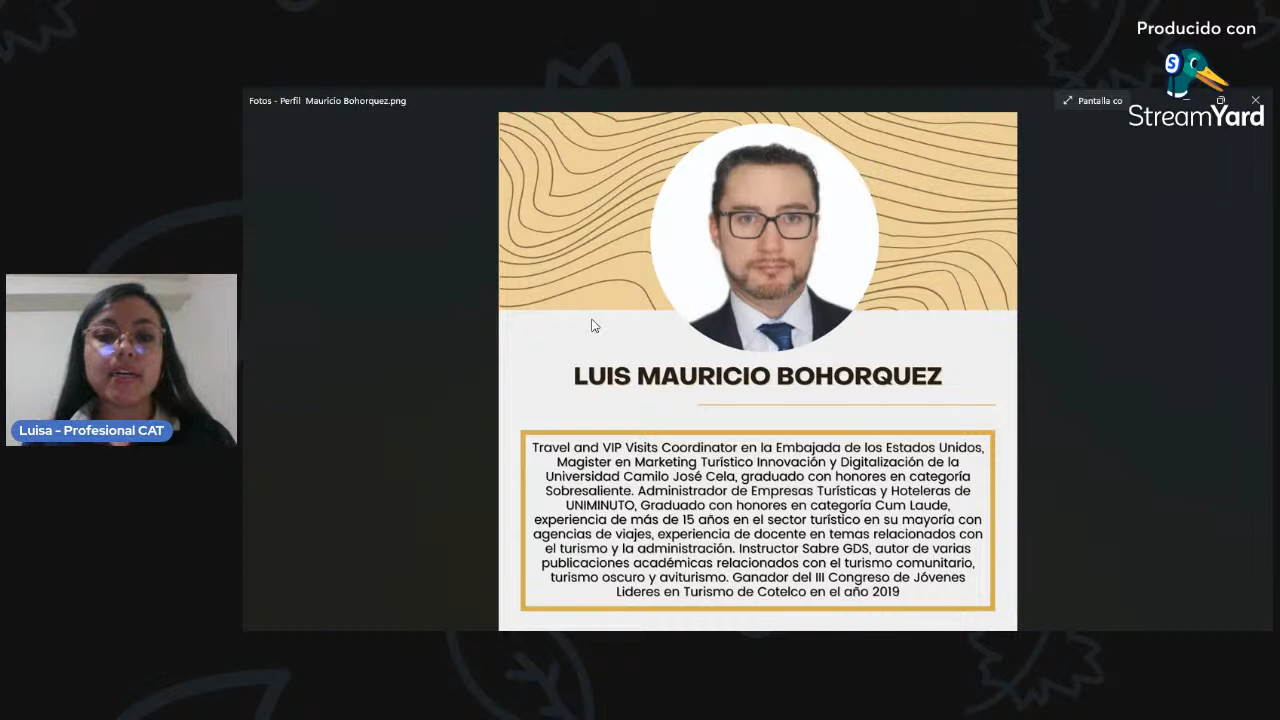 Producido con
StreamYard
Fotos - Perfil Mauricio Bohorquez.png
Pantalla co
LUIS MAURICIO BOHORQUEZ
Travel and VIP Visits Coordinator en la Embajada de los Estados Unidos,
Magister en Marketing Turístico Innovación y Digitalización de la
Universidad Camilo José Cela, graduado con honores en categoría
Sobresaliente. Administrador de Empresas Turísticas y Hoteleras de
UNIMINUTO, Graduado con honores en categoría Cum Laude,
experiencia de más de 15 años en el sector turístico en su mayoría con
agencias de viajes, experiencia de docente en temas relacionados con
el turismo y la administración. Instructor Sabre GDS, autor de varias
publicaciones académicas relacionados con el turismo comunitario,
turismo oscuro y aviturismo. Ganador del III Congreso de Jóvenes
Lideres en Turismo de Cotelco en el año 2019
Luisa - Profesional CAT